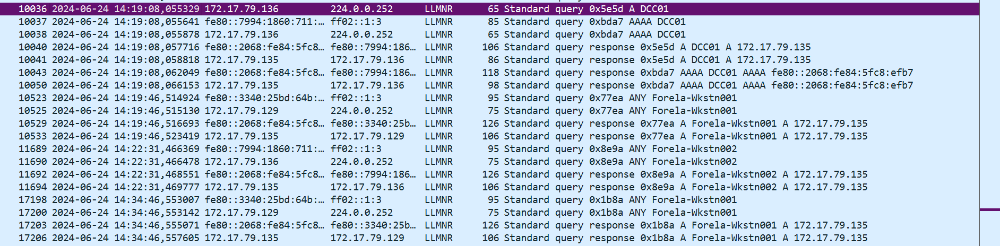 10036 2024-06-24 14:19:08,055329 172.17.79.136 224.0.0.252 LLMNR 65 Standard query 0x5e5d A DCC01
10037 2024-06-24 14:19:08,055641 fe80::7994:1860:711:… ff02::1:3 LLMNR 85 Standard query 0xbda7 AAAA DCC01
10038 2024-06-24 14:19:08,055878 172.17.79.136 224.0.0.252 LLMNR 65 Standard query 0xbda7 AAAA DCC01
10040 2024-06-24 14:19:08,057716 fe80::2068:fe84:5fc8… fe80::7994:186… LLMNR 106 Standard query response 0x5e5d A DCC01 A 172.17.79.135
10041 2024-06-24 14:19:08,058818 172.17.79.135 172.17.79.136 LLMNR 86 Standard query response 0x5e5d A DCC01 A 172.17.79.135
10043 2024-06-24 14:19:08,062049 fe80::2068:fe84:5fc8… fe80::7994:186… LLMNR 118 Standard query response 0xbda7 AAAA DCC01 AAAA fe80::2068:fe84:5fc8:efb7
10050 2024-06-24 14:19:08,066153 172.17.79.135 172.17.79.136 LLMNR 98 Standard query response 0xbda7 AAAA DCC01 AAAA fe80::2068:fe84:5fc8:efb7
10523 2024-06-24 14:19:46,514924 fe80::3340:25bd:64b:… ff02::1:3 LLMNR 95 Standard query 0x77ea ANY Forela-Wkstn001
10525 2024-06-24 14:19:46,515130 172.17.79.129 224.0.0.252 LLMNR 75 Standard query 0x77ea ANY Forela-Wkstn001
10529 2024-06-24 14:19:46,516693 fe80::2068:fe84:5fc8… fe80::3340:25b… LLMNR 126 Standard query response 0x77ea A Forela-Wkstn001 A 172.17.79.135
10533 2024-06-24 14:19:46,523419 172.17.79.135 172.17.79.129 LLMNR 106 Standard query response 0x77ea A Forela-Wkstn001 A 172.17.79.135
11689 2024-06-24 14:22:31,466369 fe80::7994:1860:711:… ff02::1:3 LLMNR 95 Standard query 0x8e9a ANY Forela-Wkstn002
11690 2024-06-24 14:22:31,466478 172.17.79.136 224.0.0.252 LLMNR 75 Standard query 0x8e9a ANY Forela-Wkstn002
11692 2024-06-24 14:22:31,468551 fe80::2068:fe84:5fc8… fe80::7994:186… LLMNR 126 Standard query response 0x8e9a A Forela-Wkstn002 A 172.17.79.135
11694 2024-06-24 14:22:31,469777 172.17.79.135 172.17.79.136 LLMNR 106 Standard query response 0x8e9a A Forela-Wkstn002 A 172.17.79.135
17198 2024-06-24 14:34:46,553007 fe80::3340:25bd:64b:… ff02::1:3 LLMNR 95 Standard query 0x1b8a ANY Forela-Wkstn001
17200 2024-06-24 14:34:46,553142 172.17.79.129 224.0.0.252 LLMNR 75 Standard query 0x1b8a ANY Forela-Wkstn001
17203 2024-06-24 14:34:46,555071 fe80::2068:fe84:5fc8… fe80::3340:25b… LLMNR 126 Standard query response 0x1b8a A Forela-Wkstn001 A 172.17.79.135
17206 2024-06-24 14:34:46,557605 172.17.79.135 172.17.79.129 LLMNR 106 Standard query response 0x1b8a A Forela-Wkstn001 A 172.17.79.135